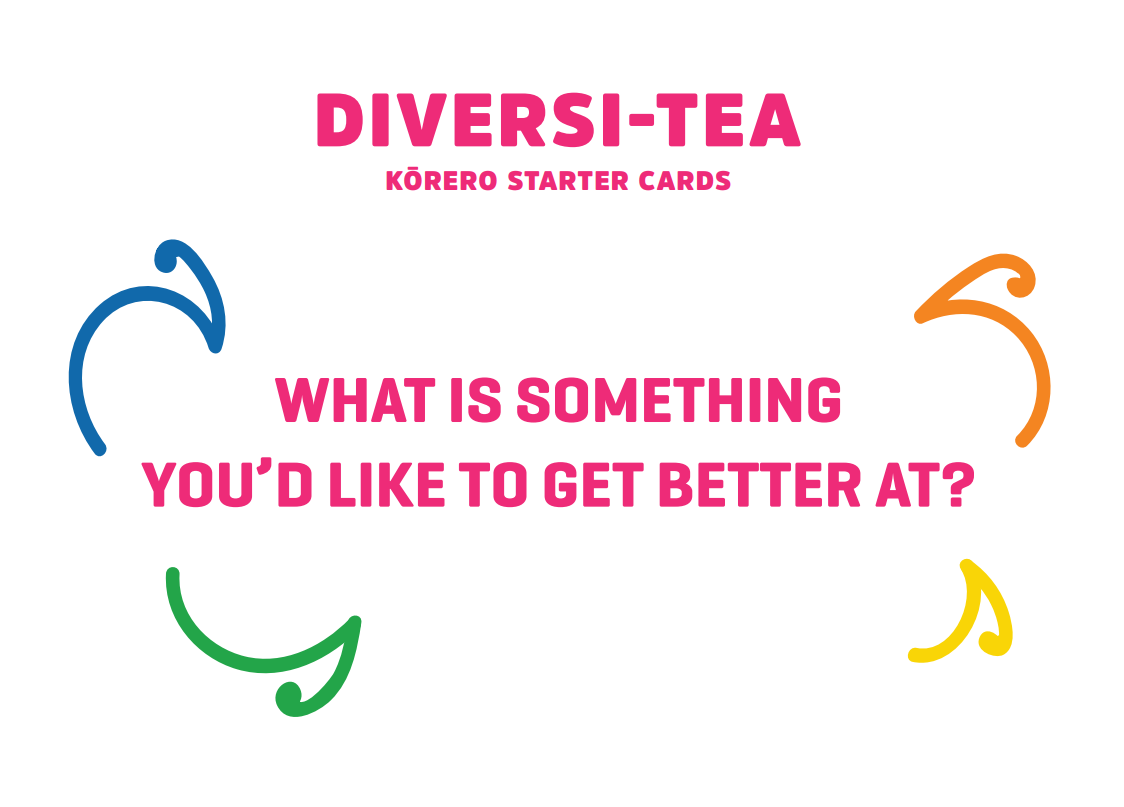 DIVERSI-TEA
KŌRERO STARTER CARDS
WHAT IS SOMETHING
YOU’D LIKE TO GET BETTER AT?